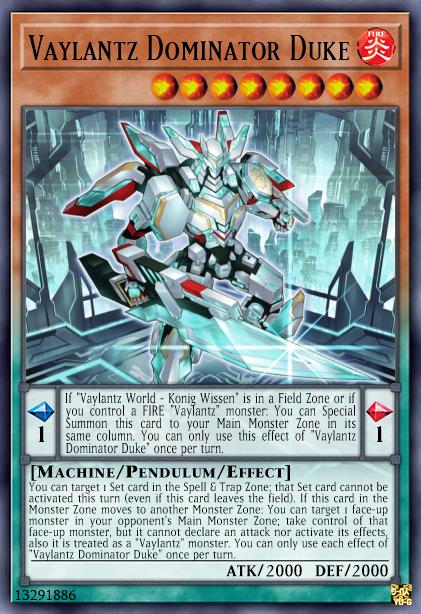 VAYLANTZ DOMINATOR DUKE
FIRE
炎
If "Vaylantz World - Konig Wissen" is in a Field Zone or if
you control a FIRE "Vaylantz" monster: You can Special
Summon this card to your Main Monster Zone in its
same column. You can only use this effect of "Vaylantz
Dominator Duke" once per turn.
1
1
[MACHINE/PENDULUM/EFFECT]
You can target 1 Set card in the Spell & Trap Zone; that Set card cannot be
activated this turn (even if this card leaves the field). If this card in the
Monster Zone moves to another Monster Zone: You can target 1 face-up
monster in your opponent's Main Monster Zone; take control of that
face-up monster, but it cannot declare an attack nor activate its effects,
also it is treated as a "Vaylantz" monster. You can only use each effect of
"Vaylantz Dominator Duke" once per turn.
ATK/2000 DEF/2000
13291886